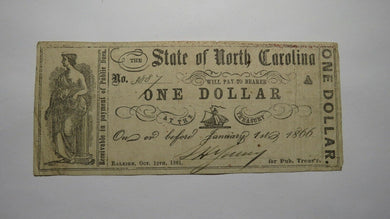 Receivable in payment of Public dues.
THE State of North Carolina
WILL PAY TO BEARER
No.
A
ONE DOLLAR
AT THE TREASURY
On or before January 1st 1866
RALEIGH, OCT.
for Pub. Treas'r.
ONE DOLLAR.